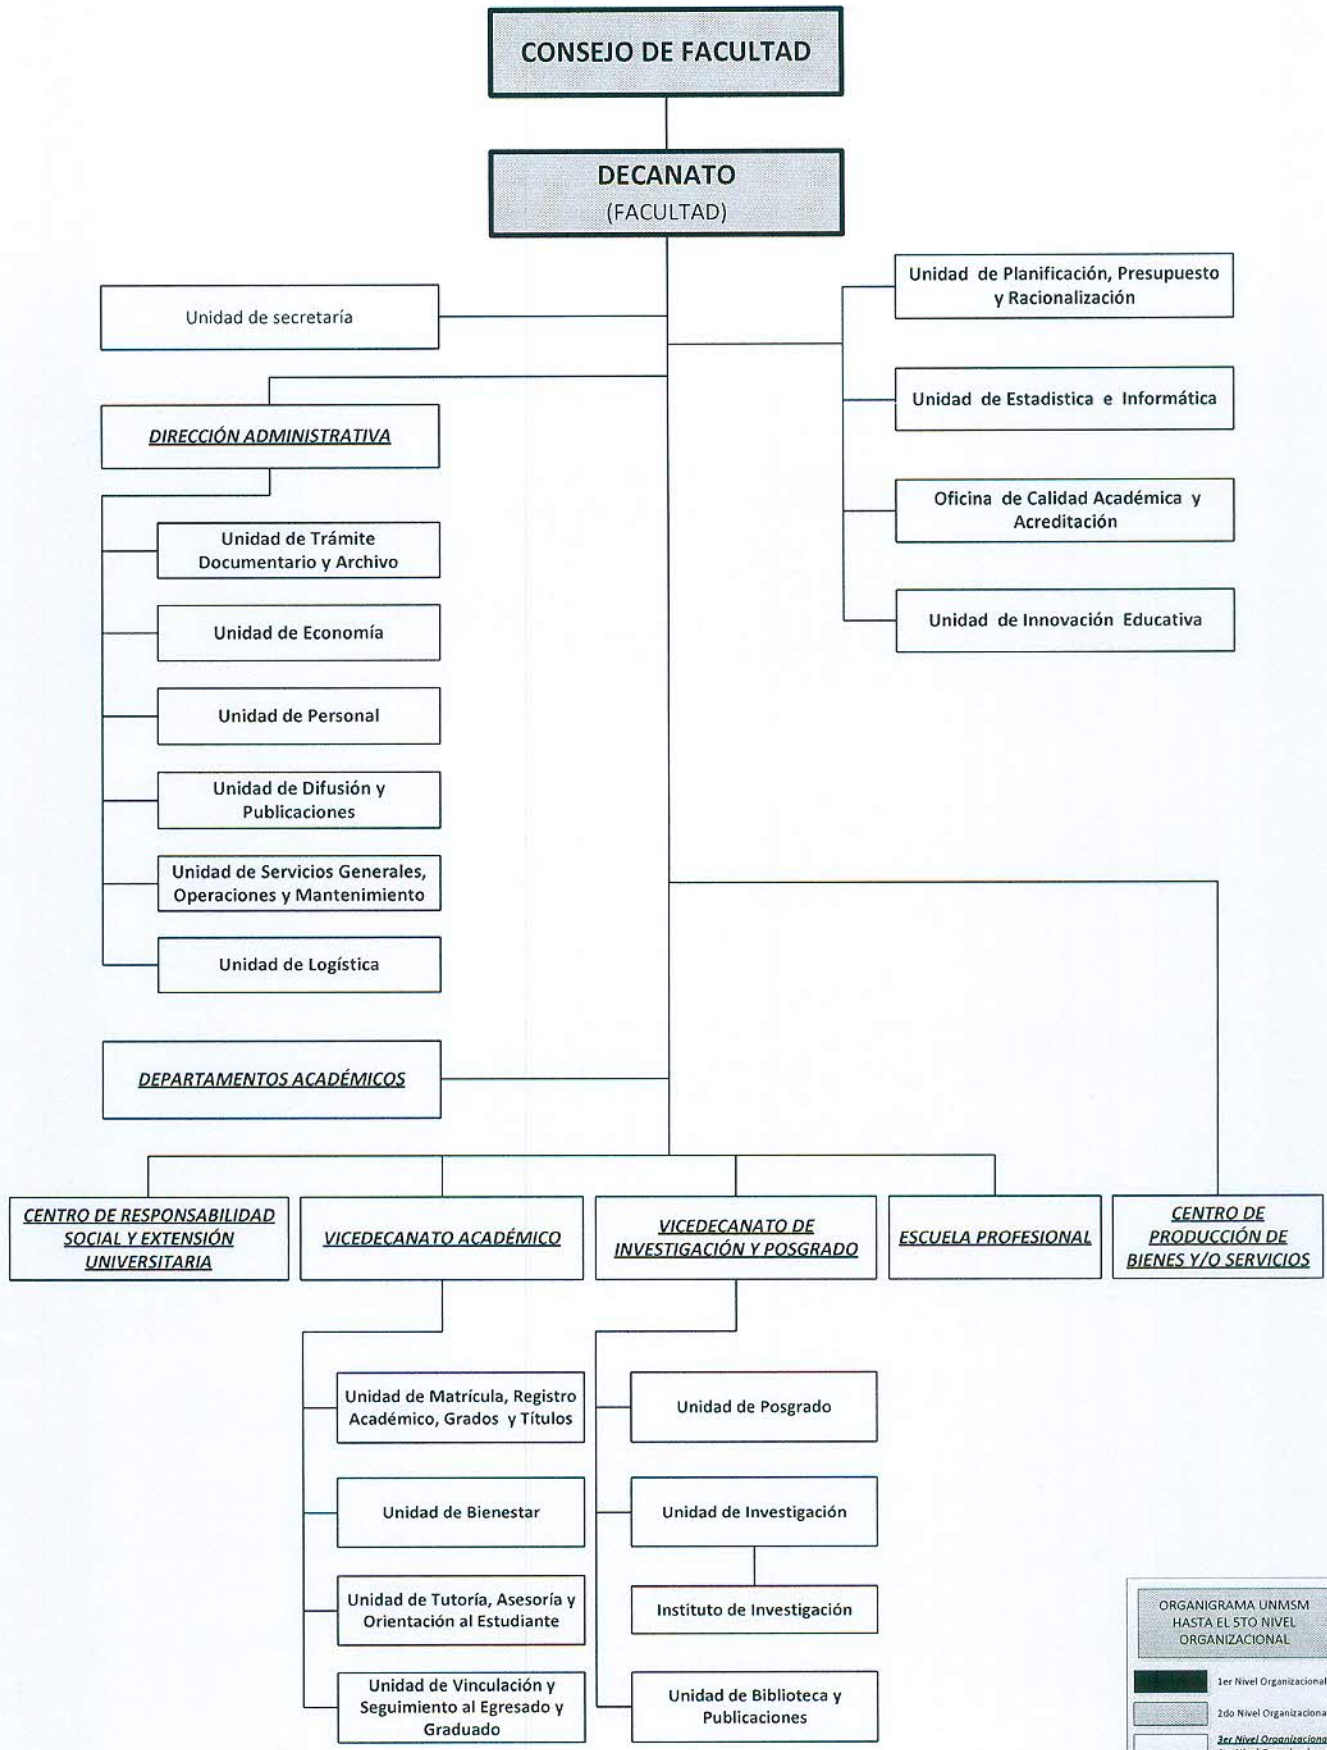 CONSEJO DE FACULTAD
DECANATO
(FACULTAD)
Unidad de secretaría
Unidad de Planificación, Presupuesto
y Racionalización
Unidad de Estadistica e Informática
Oficina de Calidad Académica y
Acreditación
Unidad de Innovación Educativa
DIRECCIÓN ADMINISTRATIVA
Unidad de Trámite
Documentario y Archivo
Unidad de Economía
Unidad de Personal
Unidad de Difusión y
Publicaciones
Unidad de Servicios Generales,
Operaciones y Mantenimiento
Unidad de Logística
DEPARTAMENTOS ACADÉMICOS
CENTRO DE RESPONSABILIDAD
SOCIAL Y EXTENSIÓN
UNIVERSITARIA
VICEDECANATO ACADÉMICO
VICEDECANATO DE
INVESTIGACIÓN Y POSGRADO
ESCUELA PROFESIONAL
CENTRO DE
PRODUCCIÓN DE
BIENES Y/O SERVICIOS
Unidad de Matrícula, Registro
Académico, Grados y Títulos
Unidad de Bienestar
Unidad de Tutoría, Asesoría y
Orientación al Estudiante
Unidad de Vinculación y
Seguimiento al Egresado y
Graduado
Unidad de Posgrado
Unidad de Investigación
Instituto de Investigación
Unidad de Biblioteca y
Publicaciones
ORGANIGRAMA UNMSM
HASTA EL 5TO NIVEL
ORGANIZACIONAL
1er Nivel Organizacional
2do Nivel Organizacional
3er Nivel Organizacional